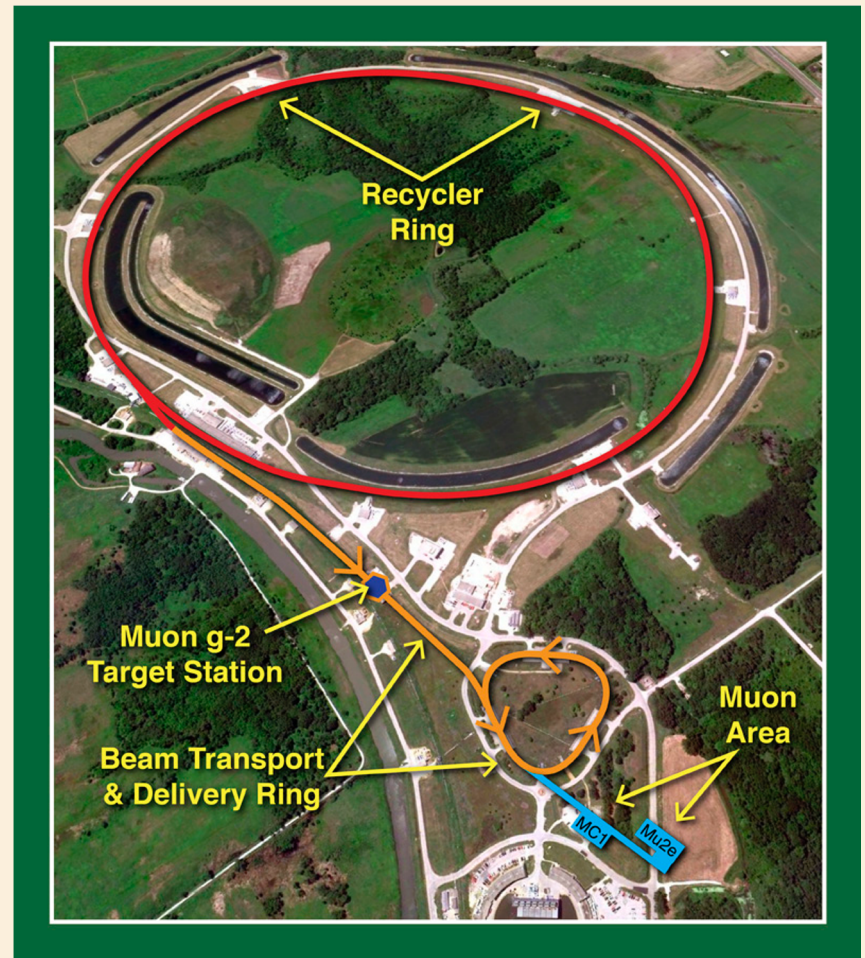 Recycler
Ring
Muon g-2
Target Station
Muon
Area
Beam Transport
& Delivery Ring
MC1
Mu2e